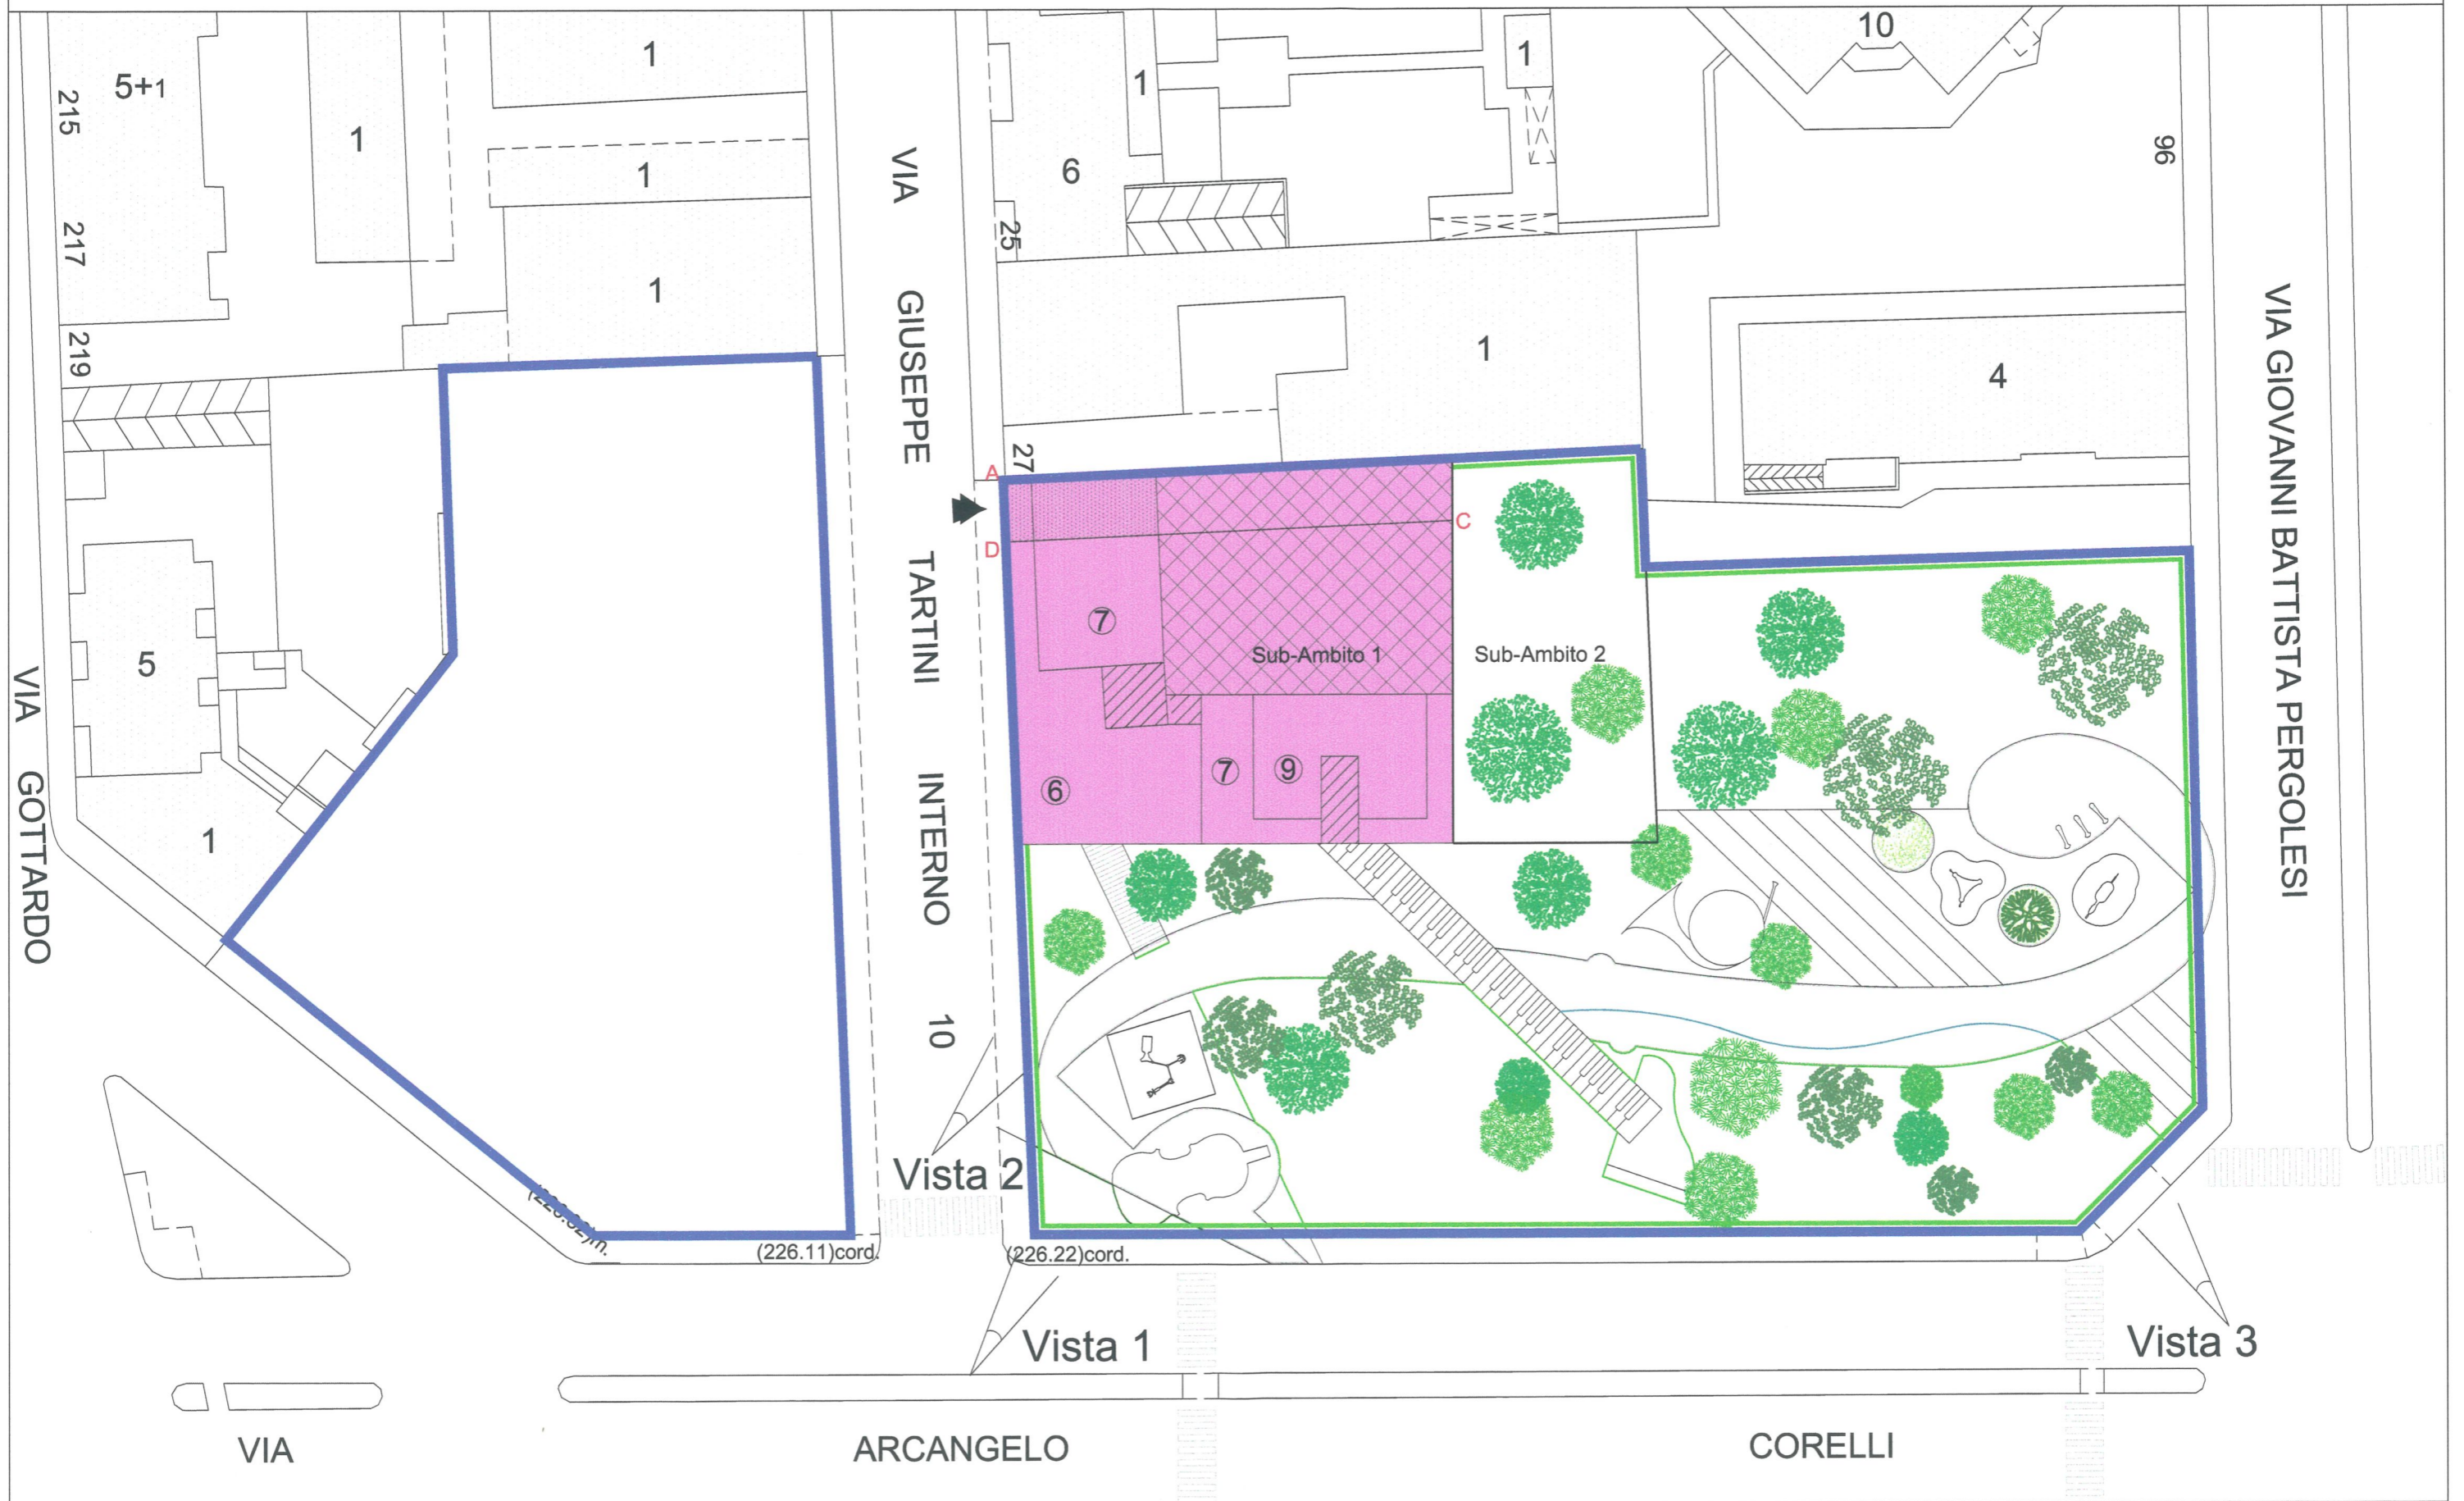 10
1
1
5+1
1
1
215
1
96
VIA
6
1
25
217
1
VIA GIOVANNI BATTISTA PERGOLESI
GIUSEPPE
219
1
4
27
A
C
D
TARTINI
7
5
Sub-Ambito 1
Sub-Ambito 2
VIA
7
9
6
INTERNO
1
GOTTARDO
10
Vista 2
(226.11)cord.
(226.22)cord.
Vista 1
Vista 3
VIA
ARCANGELO
CORELLI